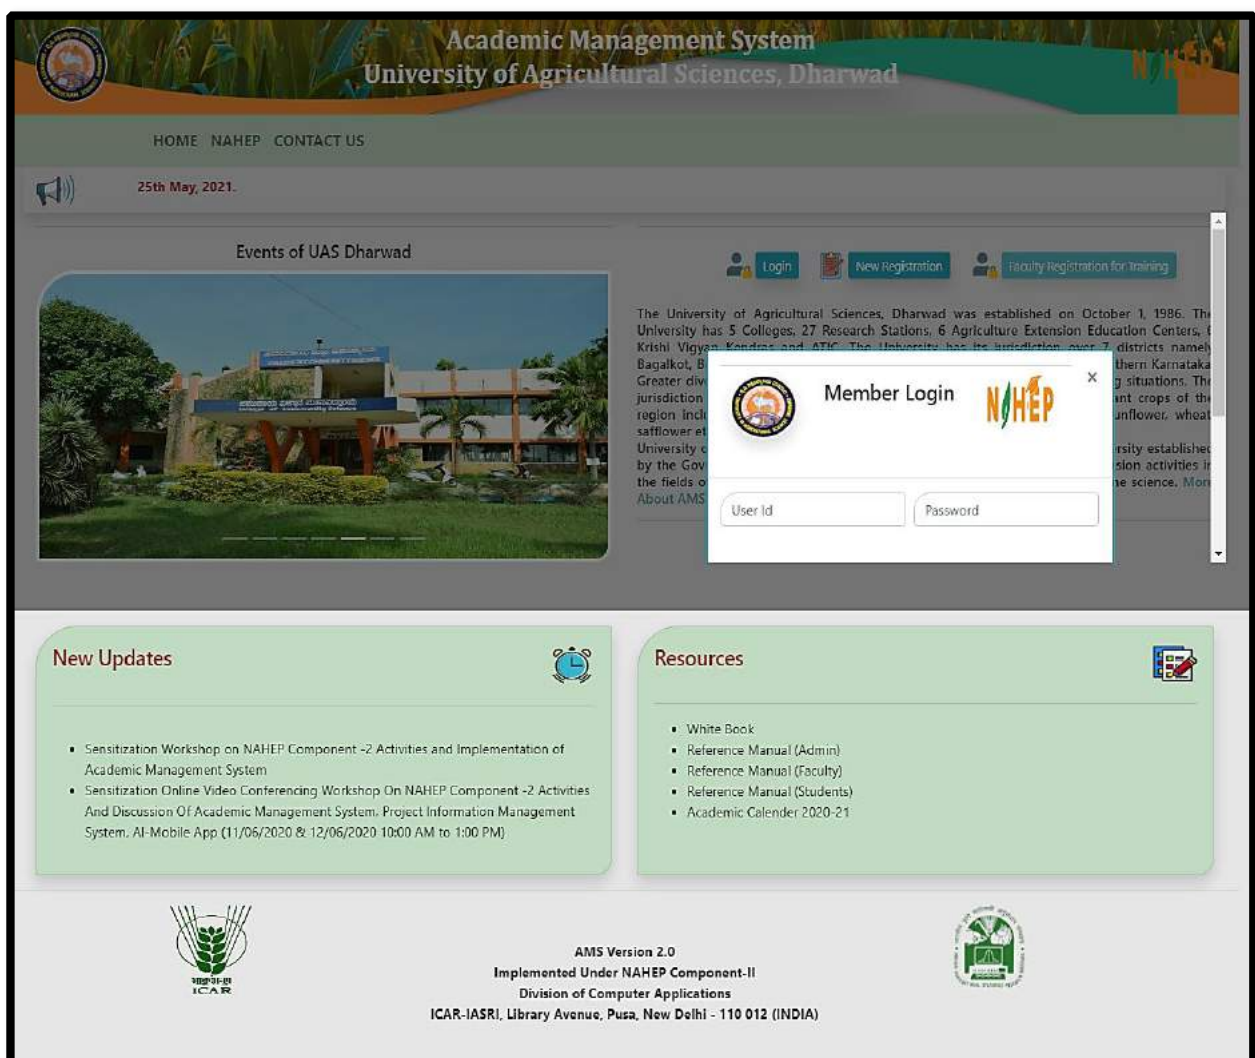 Academic Management System
University of Agricultural Sciences, Dharwad
NAHEP
HOME NAHEP CONTACT US
25th May, 2021.
Events of UAS Dharwad
Login New Registration Faculty Registration for Training
The University of Agricultural Sciences, Dharwad was established on October 1, 1986. The
University has 5 Colleges, 27 Research Stations, 6 Agriculture Extension Education Centers,
Krishi Vigyan Kendras and ATIC. The University has its jurisdiction over 7 districts namely
Bagalkot, B thern Karnataka
Greater dive g situations. The
jurisdiction ant crops of the
region inclu unflower, wheat
safflower et
University o rsity established
by the Gov sion activities in
the fields o e science. More
About AMS
Member Login
NAHEP
×
User Id Password
New Updates
Sensitization Workshop on NAHEP Component -2 Activities and Implementation of
Academic Management System
Sensitization Online Video Conferencing Workshop On NAHEP Component -2 Activities
And Discussion Of Academic Management System, Project Information Management
System, AI-Mobile App (11/06/2020 & 12/06/2020 10:00 AM to 1:00 PM)
Resources
White Book
Reference Manual (Admin)
Reference Manual (Faculty)
Reference Manual (Students)
Academic Calender 2020-21
भाकृअनुप
ICAR
AMS Version 2.0
Implemented Under NAHEP Component-II
Division of Computer Applications
ICAR-IASRI, Library Avenue, Pusa, New Delhi - 110 012 (INDIA)